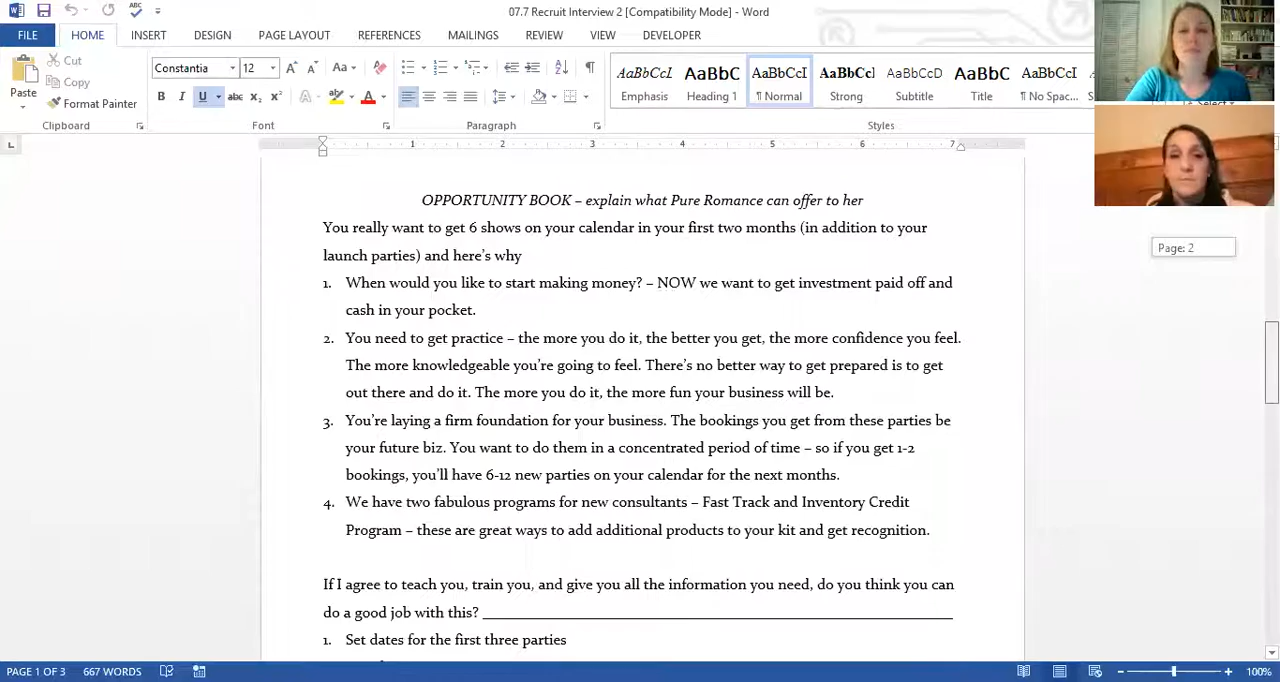 07.7 Recruit Interview 2 [Compatibility Mode] - Word
FILE HOME INSERT DESIGN PAGE LAYOUT REFERENCES MAILINGS REVIEW VIEW DEVELOPER
Cut
Copy
Format Painter
Paste
Clipboard
Constantia 12
Font
Paragraph
AaBbCcI AaBbC AaBbCcI AaBbCcl AaBbCcD AaBbC AaBbCcI
Emphasis Heading 1 ¶ Normal Strong Subtitle Title ¶ No Spac...
Styles
Select
1 2 3 4 5 6 7
Page: 2
OPPORTUNITY BOOK – explain what Pure Romance can offer to her
You really want to get 6 shows on your calendar in your first two months (in addition to your
launch parties) and here's why
1. When would you like to start making money? – NOW we want to get investment paid off and
cash in your pocket.
2. You need to get practice – the more you do it, the better you get, the more confidence you feel.
The more knowledgeable you're going to feel. There's no better way to get prepared is to get
out there and do it. The more you do it, the more fun your business will be.
3. You're laying a firm foundation for your business. The bookings you get from these parties be
your future biz. You want to do them in a concentrated period of time – so if you get 1-2
bookings, you'll have 6-12 new parties on your calendar for the next months.
4. We have two fabulous programs for new consultants – Fast Track and Inventory Credit
Program – these are great ways to add additional products to your kit and get recognition.
If I agree to teach you, train you, and give you all the information you need, do you think you can
do a good job with this?
1. Set dates for the first three parties
PAGE 1 OF 3 667 WORDS
100%